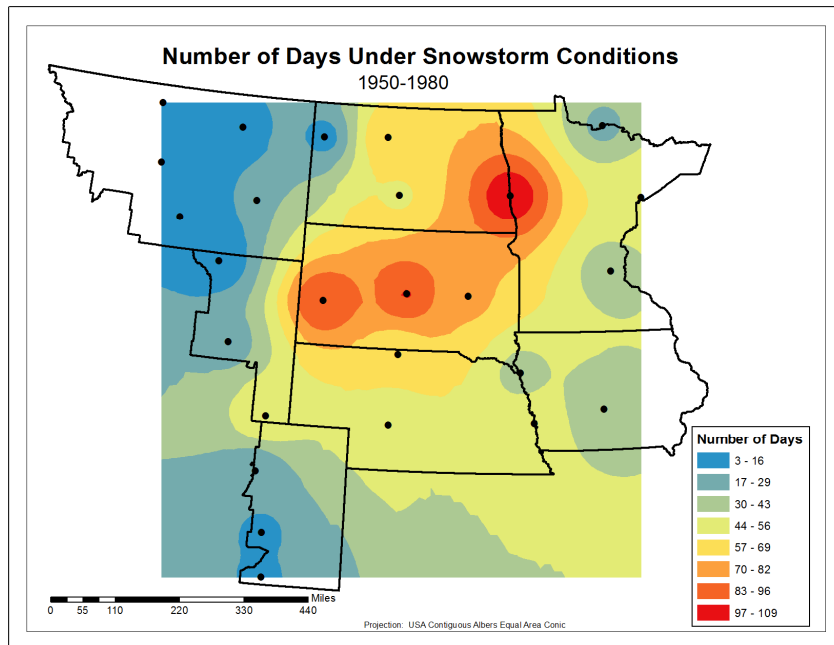 Number of Days Under Snowstorm Conditions
1950-1980
Number of Days
3 - 16
17 - 29
30 - 43
44 - 56
57 - 69
70 - 82
83 - 96
97 - 109
Miles
0 55 110 220 330 440
Projection: USA Contiguous Albers Equal Area Conic